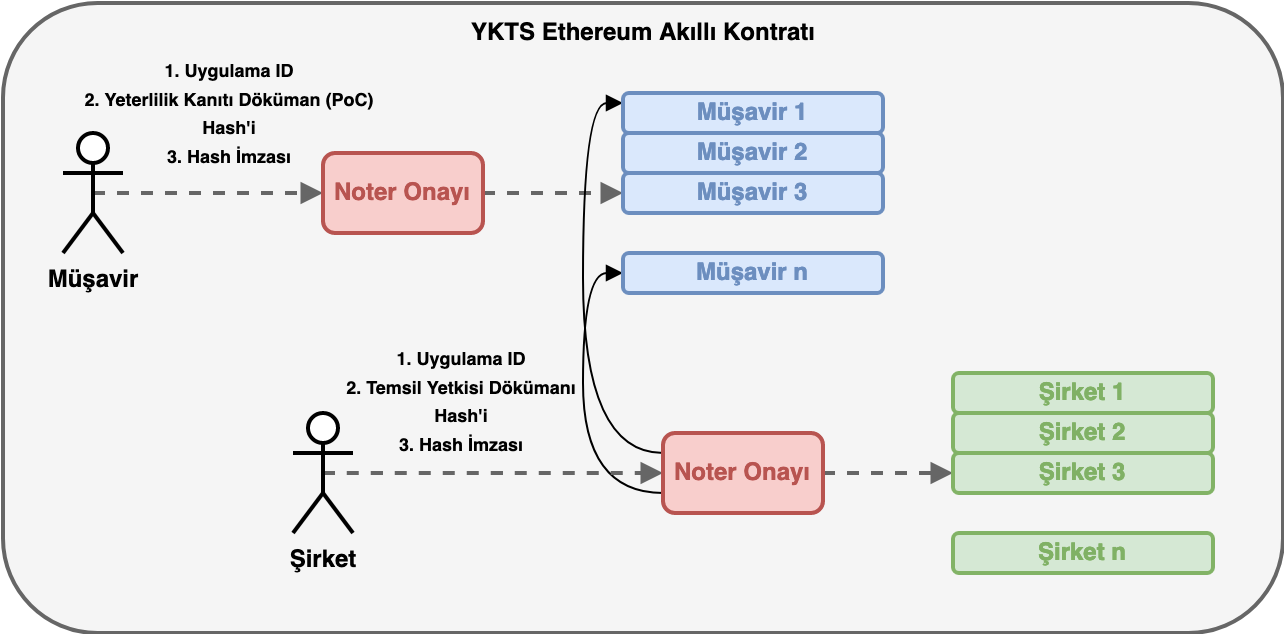 YKTS Ethereum Akıllı Kontratı
1. Uygulama ID
2. Yeterlilik Kanıtı Döküman (PoC)
Hash'i
3. Hash İmzası
Müşavir
Noter Onayı
Müşavir 1
Müşavir 2
Müşavir 3
Müşavir n
1. Uygulama ID
2. Temsil Yetkisi Dökümanı
Hash'i
3. Hash İmzası
Şirket
Noter Onayı
Şirket 1
Şirket 2
Şirket 3
Şirket n